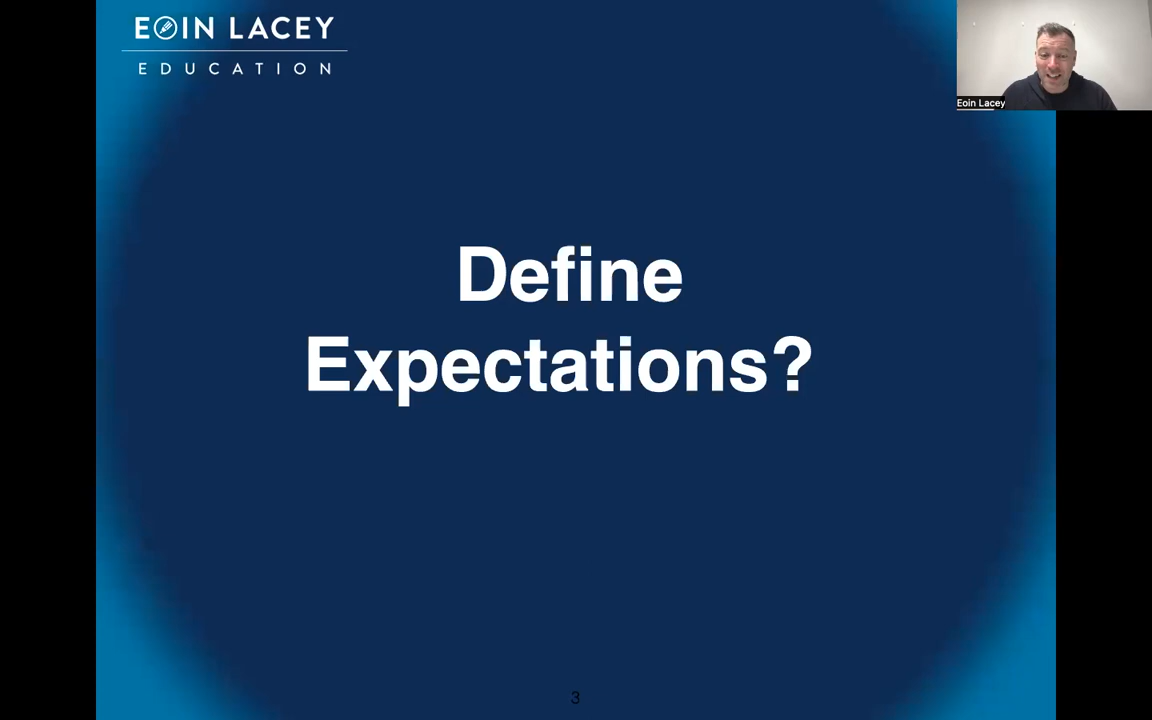 EOIN LACEY
EDUCATION
Eoin Lacey
Define
Expectations?
3